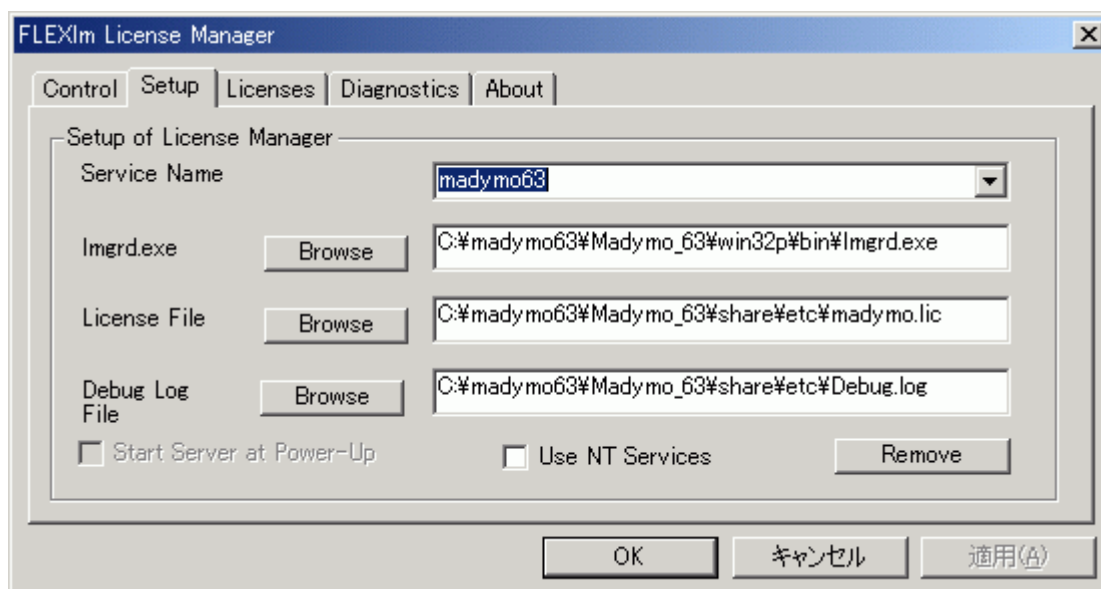 FLEXlm License Manager
Control Setup Licenses Diagnostics About
Setup of License Manager
Service Name madymo63
lmgrd.exe Browse C:¥madymo63¥Madymo_63¥win32p¥bin¥lmgrd.exe
License File Browse C:¥madymo63¥Madymo_63¥share¥etc¥madymo.lic
Debug Log File Browse C:¥madymo63¥Madymo_63¥share¥etc¥Debug.log
Start Server at Power-Up Use NT Services Remove
OK キャンセル 適用(A)